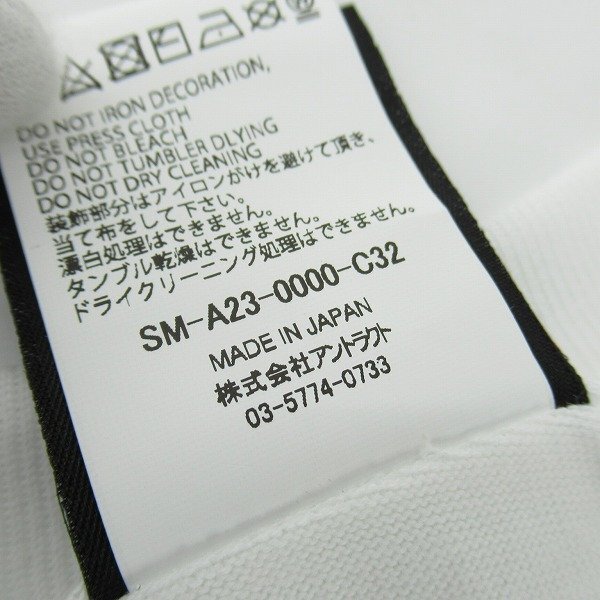 DO NOT IRON DECORATION,
USE PRESS CLOTH
DO NOT BLEACH
DO NOT TUMBLER DLYING
DO NOT DRY CLEANING
装飾部分はアイロンがけを避けて頂き、
当て布をして下さい。
漂白処理はできません。
タンブル乾燥はできません。
ドライクリーニング処理はできません。
SM-A23-0000-C32
MADE IN JAPAN
株式会社アントラクト
03-5774-0733